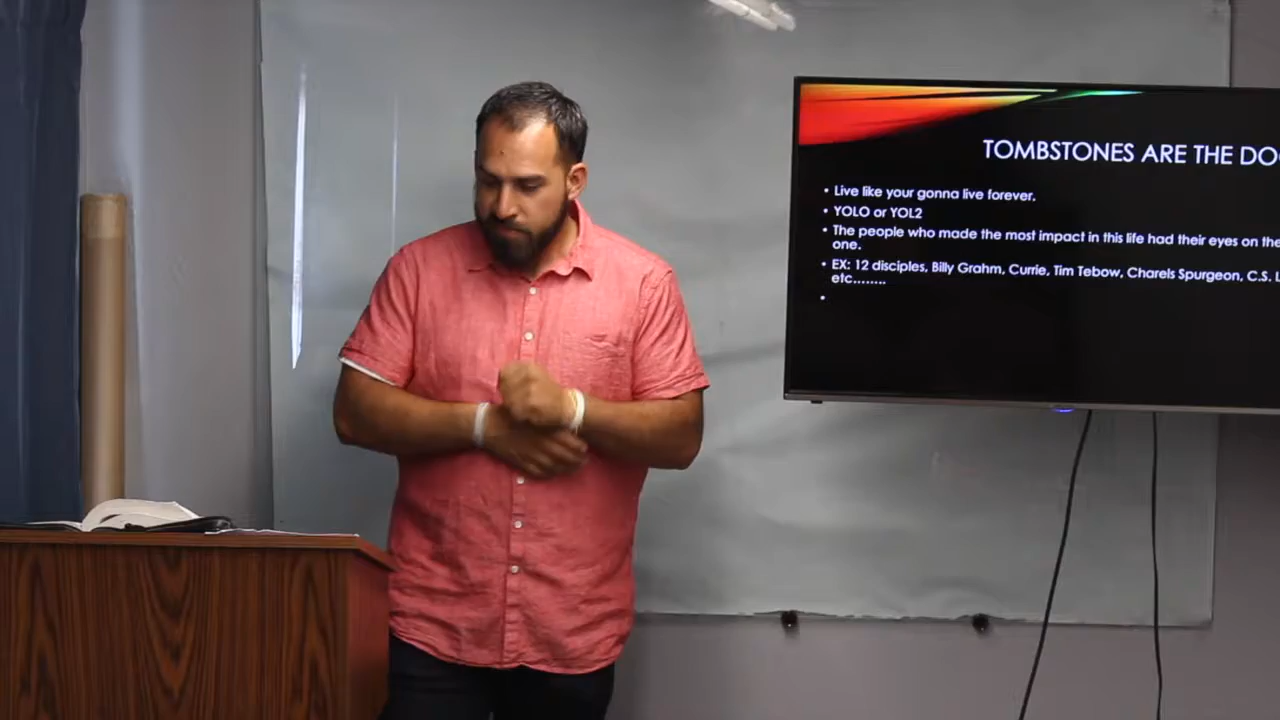 TOMBSTONES ARE THE
• Live like your gonna live forever.
• YOLO or YOL2
• The people who made the most impact in this life had their eyes on the
one.
• EX: 12 disciples, Billy Grahm, Currie, Tim Tebow, Charels Spurgeon, C.S.
etc........
•